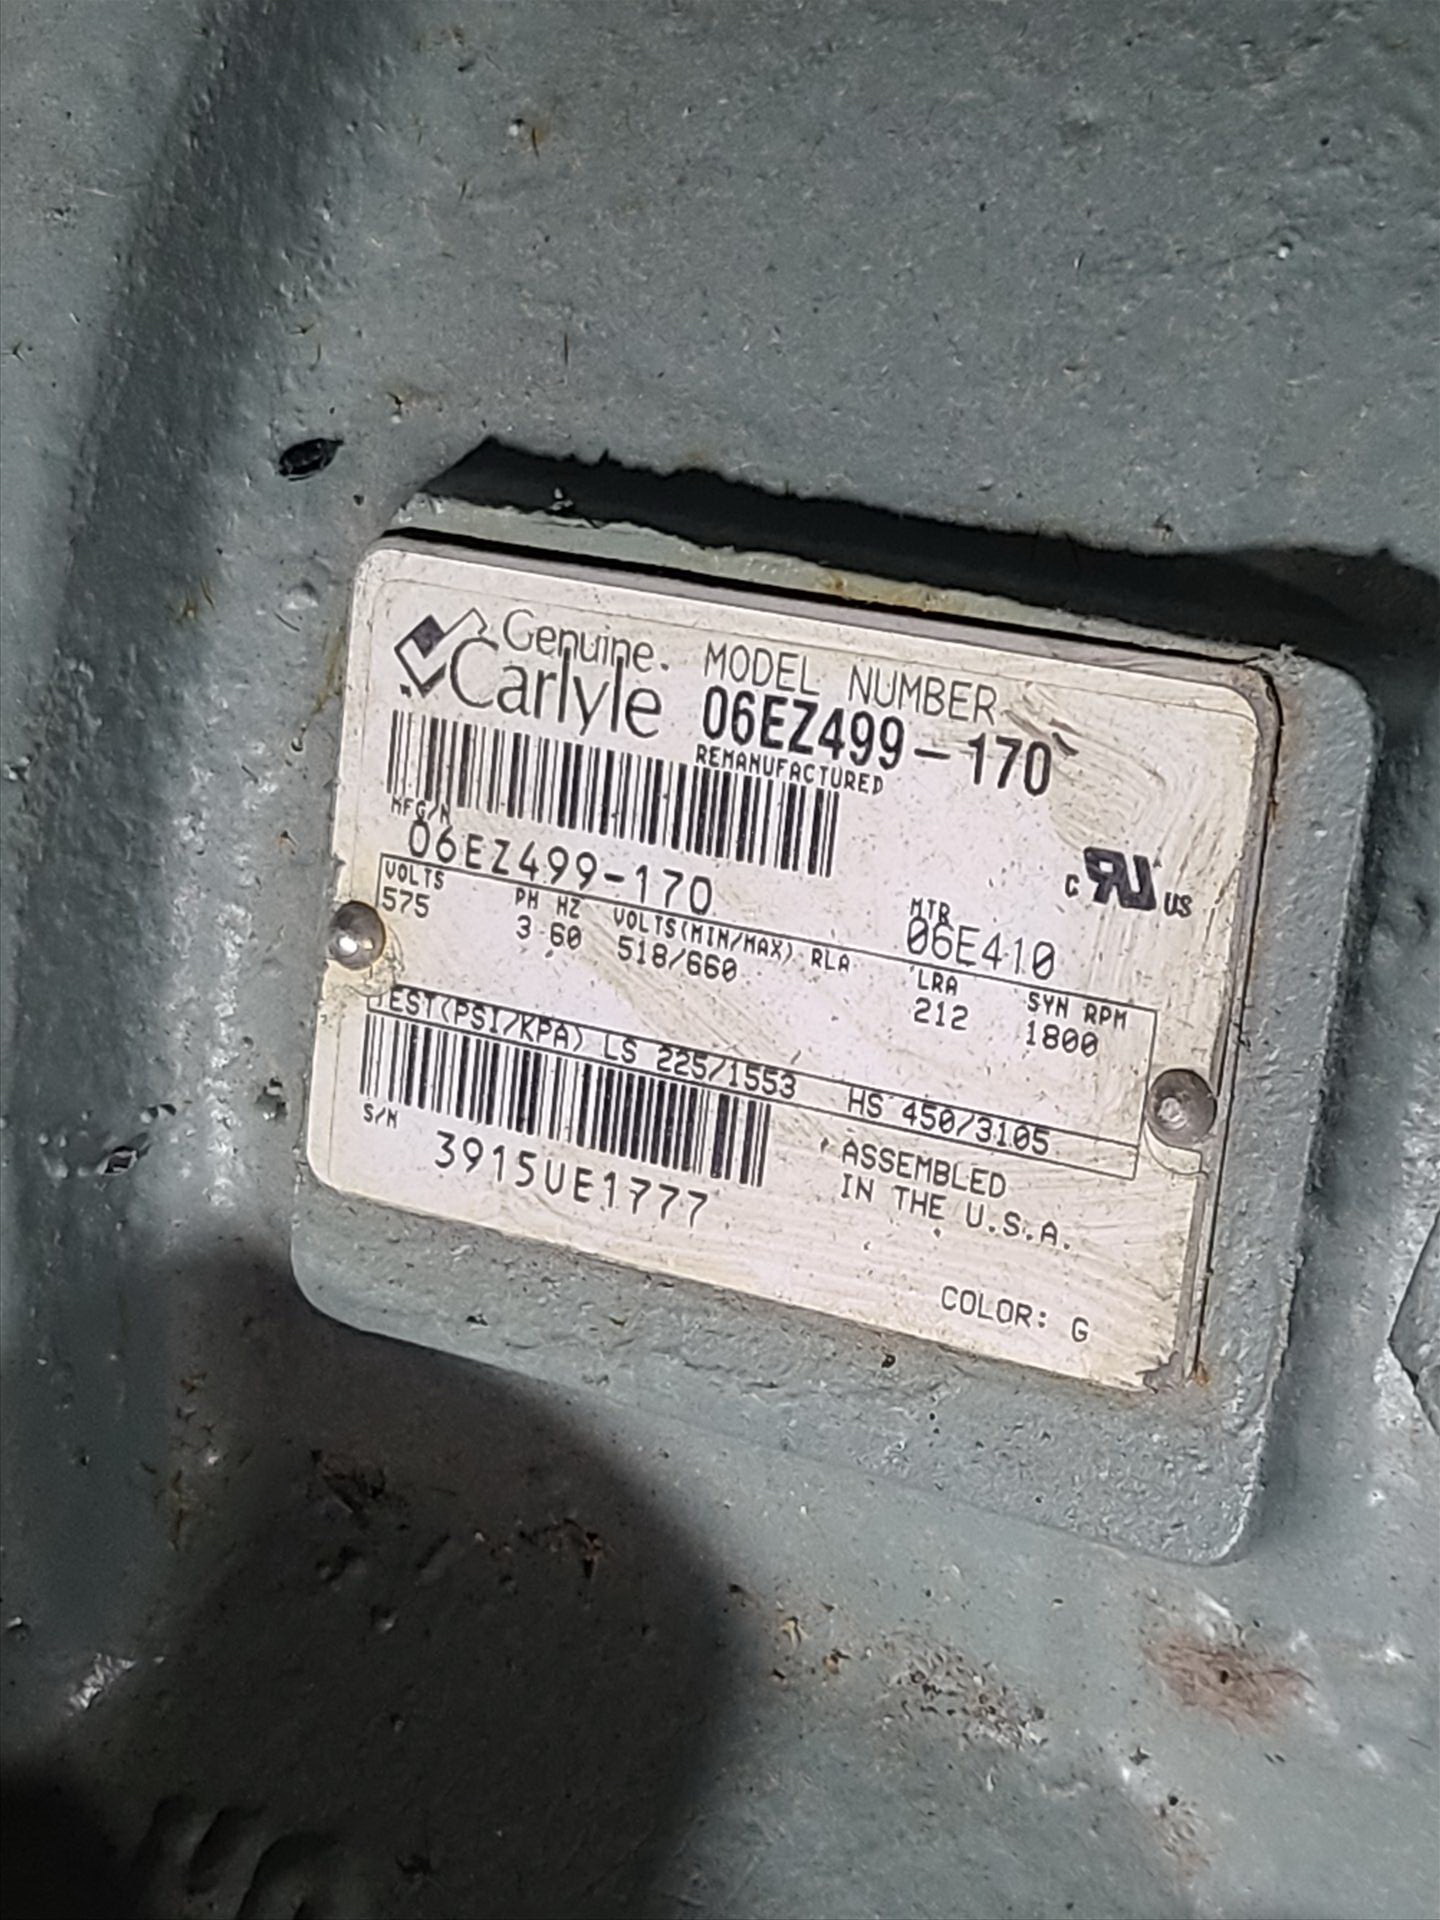 Genuine
Carlyle
MODEL NUMBER
06EZ499-170
REMANUFACTURED
MFG/N
06EZ499-170
C UR US
MTR
06E410
VOLTS PH HZ VOLTS(MIN/MAX) RLA LRA SYN RPM
575 3 60 518/660 212 1800
TEST(PSI/KPA) LS 225/1553 HS 450/3105
S/N
3915UE1777
ASSEMBLED
IN THE U.S.A.
COLOR: G